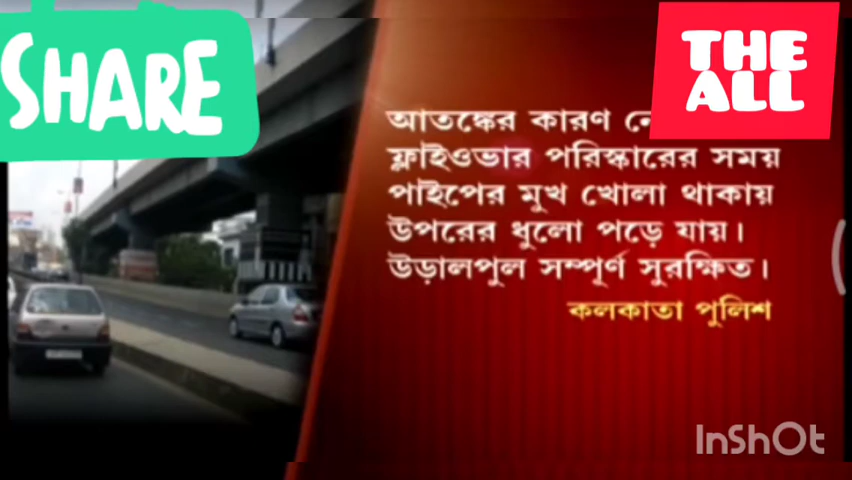 SHARE
THE
ALL
আতঙ্কের কারণ
ফ্লাইওভার পরিস্কারের সময়
পাইপের মুখ খোলা থাকায়
উপরের ধুলো পড়ে যায়।
উড়ালপুল সম্পূর্ণ সুরক্ষিত।
কলকাতা পুলিশ
InShOt